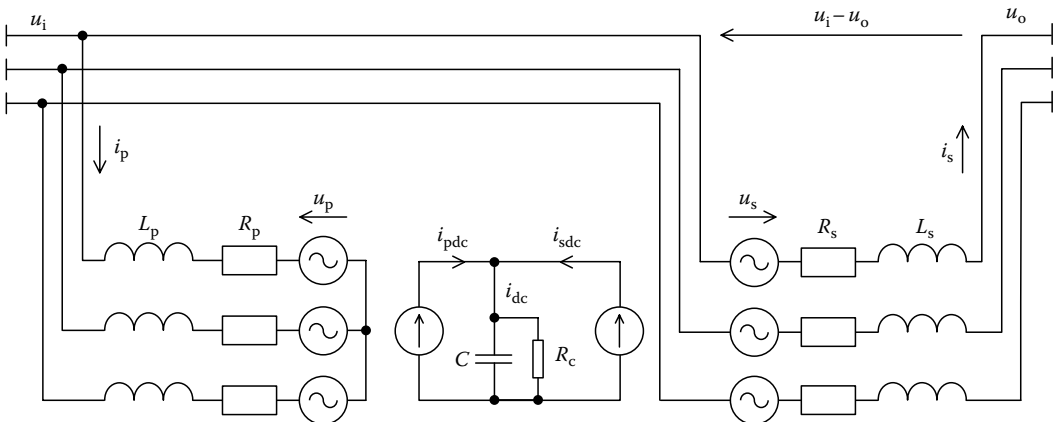 u_i
u_i – u_o
u_o
i_p
i_s
L_p
R_p
u_p
i_pdc
i_sdc
i_dc
C
R_c
u_s
R_s
L_s